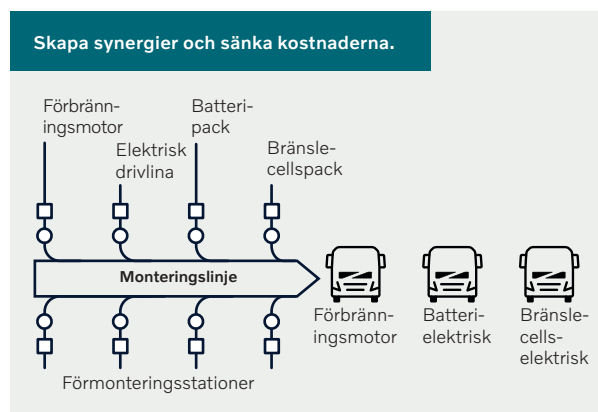 Skapa synergier och sänka kostnaderna.
Förbränn-
ingsmotor
Elektrisk
drivlina
Batteri-
pack
Bränsle-
cellspack
Monteringslinje
Förmonteringsstationer
Förbränn-
ingsmotor
Batteri-
elektrisk
Bränsle-
cells-
elektrisk